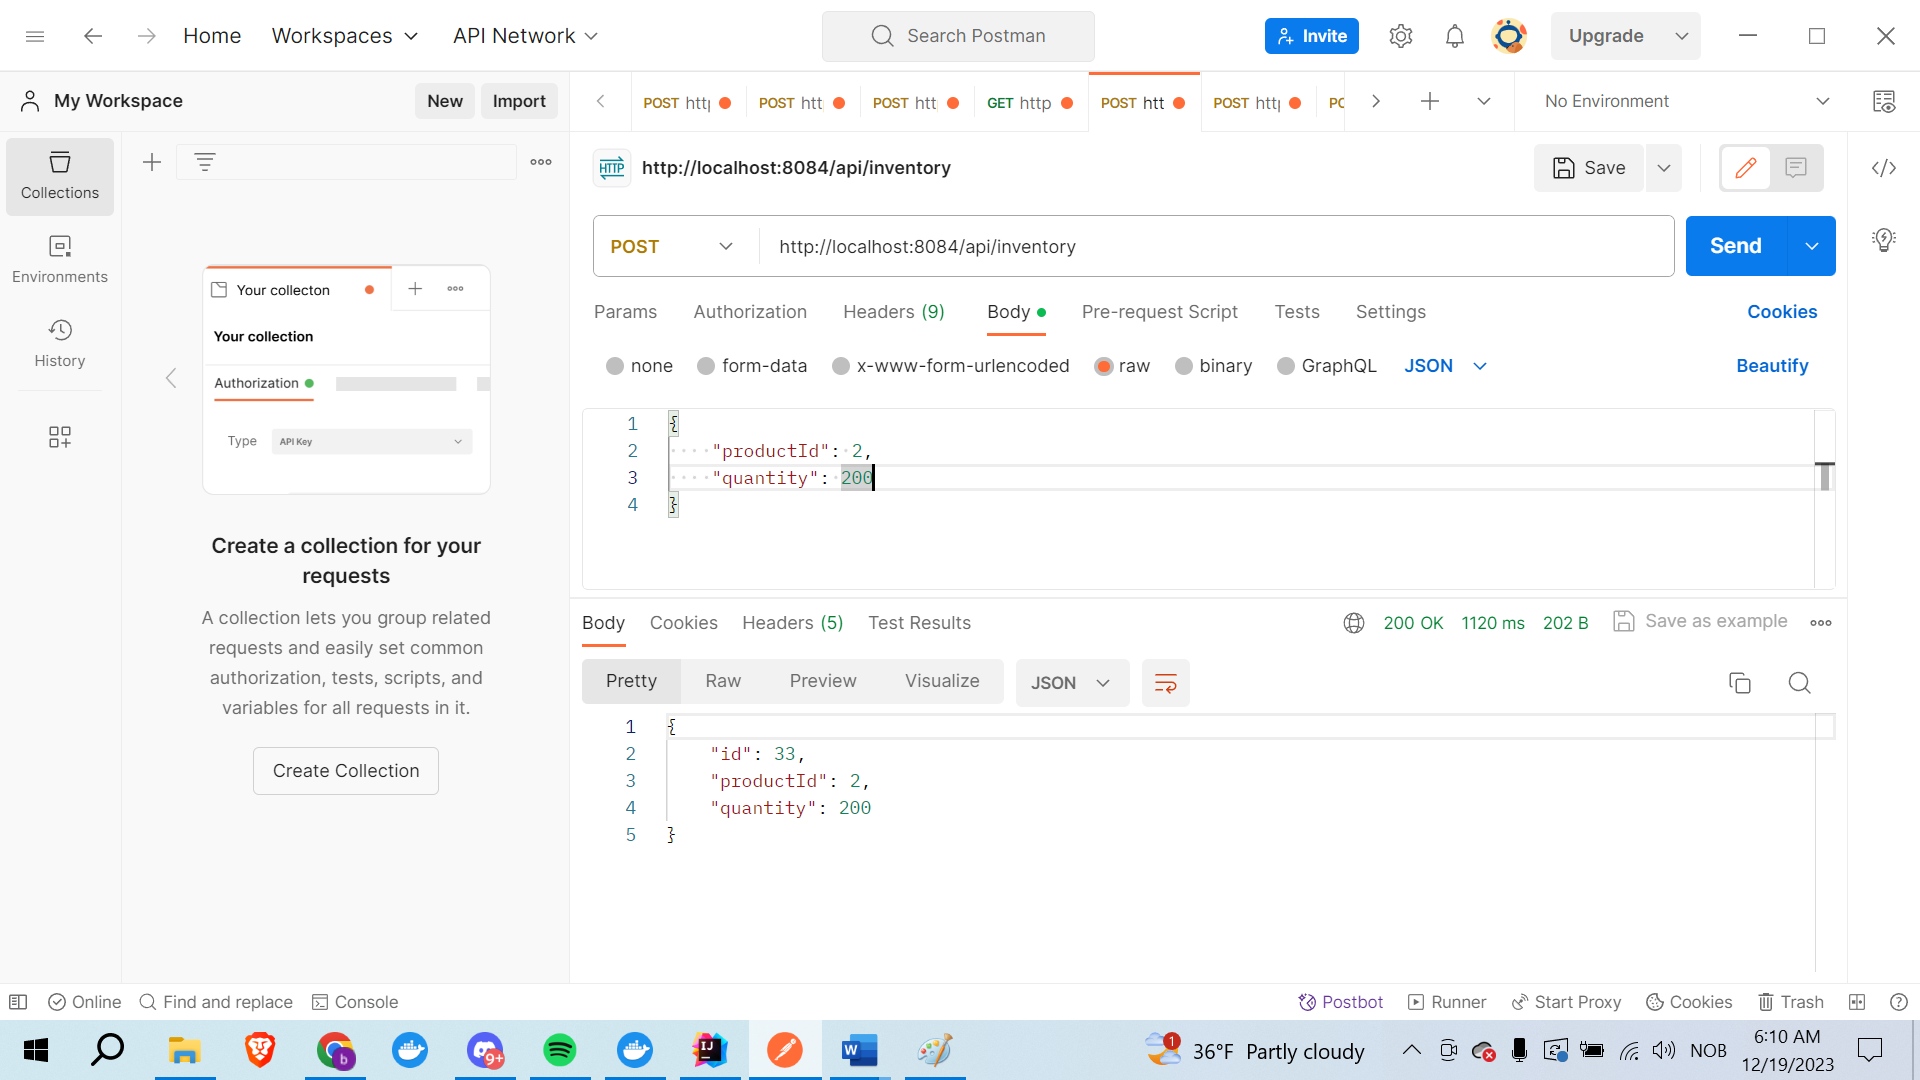 Home
Workspaces
API Network
Search Postman
Invite
Upgrade
My Workspace
New
Import
POST http
POST htt
POST htt
GET http
POST htt
POST http
PO
No Environment
Collections
Environments
History
Your collecton
Your collection
Authorization
Type
API Key
Create a collection for your
requests
A collection lets you group related
requests and easily set common
authorization, tests, scripts, and
variables for all requests in it.
Create Collection
HTTP
http://localhost:8084/api/inventory
Save
POST
http://localhost:8084/api/inventory
Send
Params
Authorization
Headers (9)
Body
Pre-request Script
Tests
Settings
Cookies
none
form-data
x-www-form-urlencoded
raw
binary
GraphQL
JSON
Beautify
1 {
2 "productId": 2,
3 "quantity": 200
4 }
Body
Cookies
Headers (5)
Test Results
200 OK
1120 ms
202 B
Save as example
Pretty
Raw
Preview
Visualize
JSON
1 {
2 "id": 33,
3 "productId": 2,
4 "quantity": 200
5 }
Online
Find and replace
Console
Postbot
Runner
Start Proxy
Cookies
Trash
b
9+
IJ
W
1
36°F Partly cloudy
NOB
6:10 AM
12/19/2023